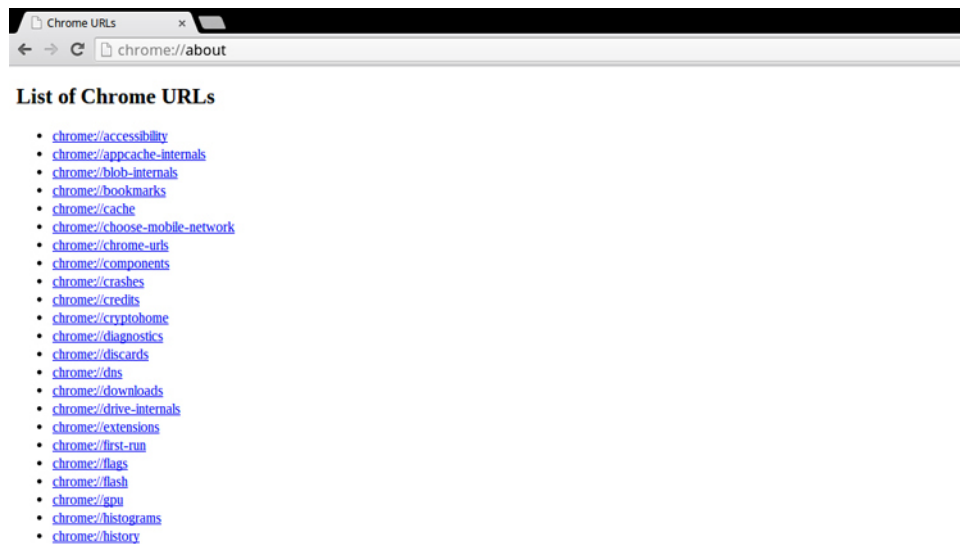 Chrome URLs
chrome://about
List of Chrome URLs
chrome://accessibility
chrome://appcache-internals
chrome://blob-internals
chrome://bookmarks
chrome://cache
chrome://choose-mobile-network
chrome://chrome-urls
chrome://components
chrome://crashes
chrome://credits
chrome://cryptohome
chrome://diagnostics
chrome://discards
chrome://dns
chrome://downloads
chrome://drive-internals
chrome://extensions
chrome://first-run
chrome://flags
chrome://flash
chrome://gpu
chrome://histograms
chrome://history